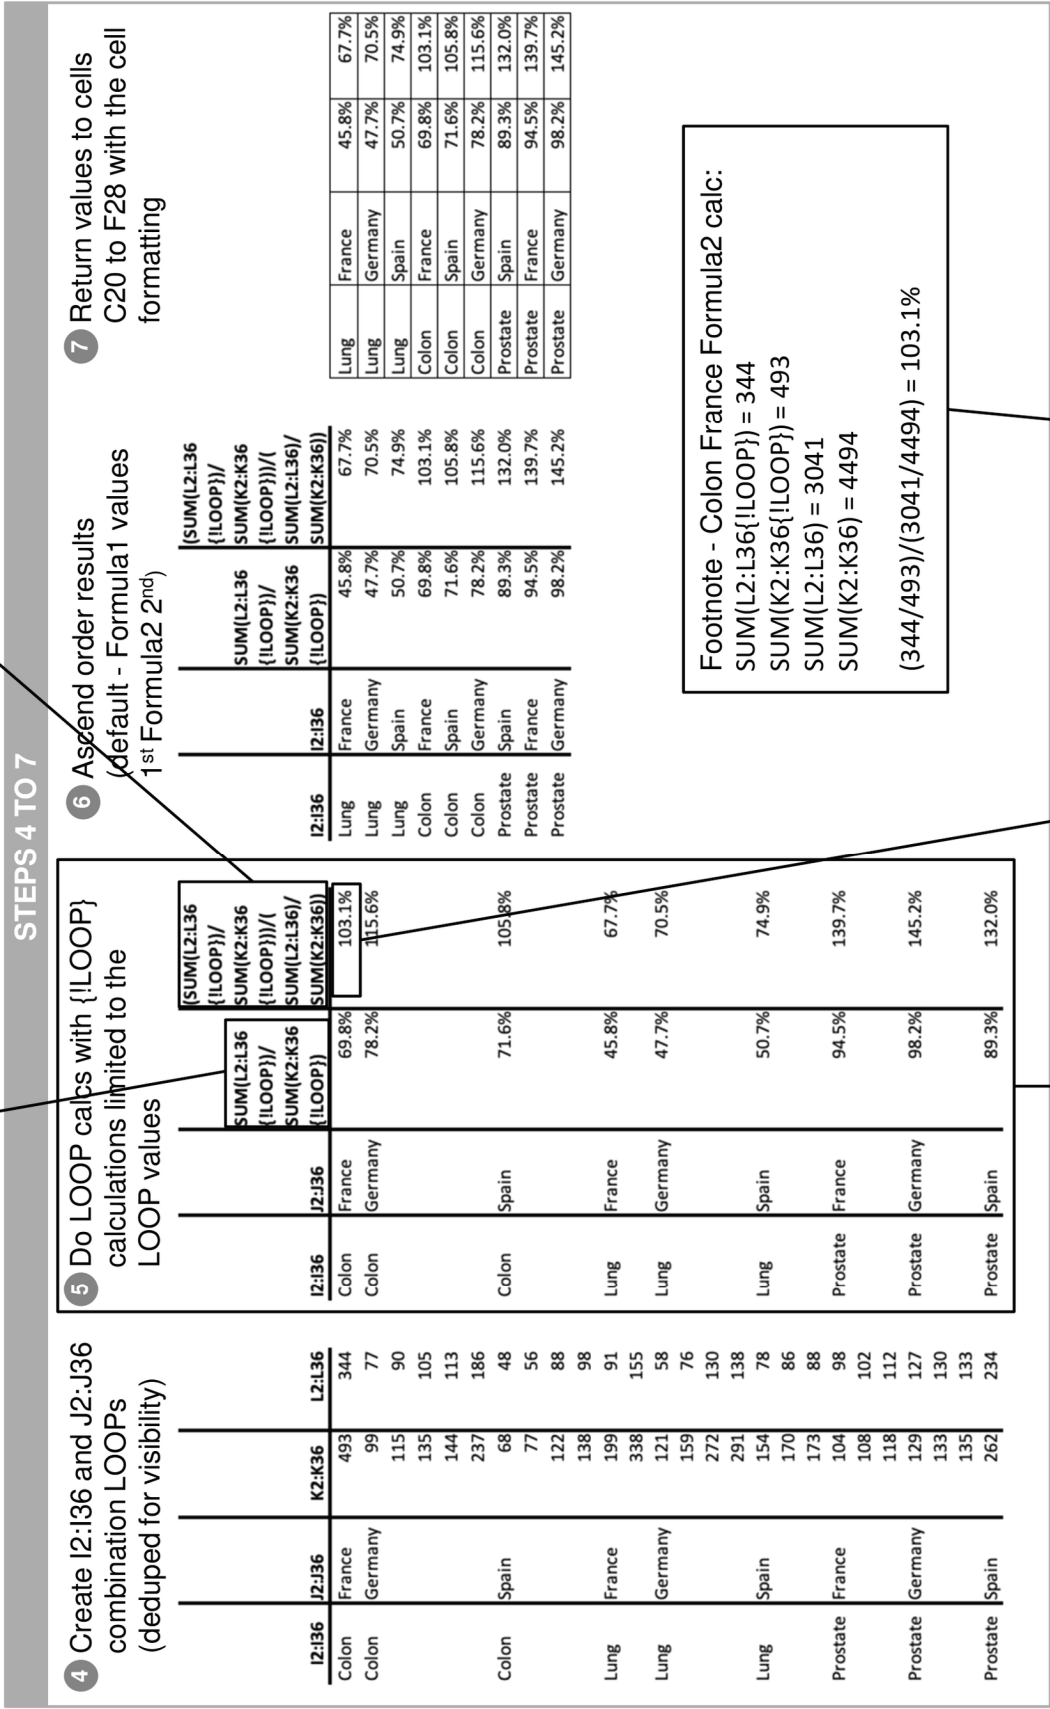 STEPS 4 TO 7
4 Create I2:I36 and J2:J36
combination LOOPs
(deduped for visibility)
I2:I36 J2:J36 K2:K36 L2:L36
Colon France 493 344
Colon Germany 99 77
115 90
135 105
144 113
237 186
Colon Spain 68 48
77 56
122 88
138 98
Lung France 199 91
338 155
Lung Germany 121 58
159 76
272 130
291 138
Lung Spain 154 78
170 86
173 88
Prostate France 104 98
108 102
118 112
Prostate Germany 129 127
133 130
135 133
Prostate Spain 262 234
5 Do LOOP calcs with {!LOOP}
calculations limited to the
LOOP values
I2:I36 J2:J36
SUM(L2:L36
{!LOOP})/
SUM(K2:K36
{!LOOP})
(SUM(L2:L36
{!LOOP}/
SUM(K2:K36
{!LOOP}))/(
SUM(L2:L36)/
SUM(K2:K36))
Colon France 69.8% 103.1%
Colon Germany 78.2% 115.6%
Colon Spain 71.6% 105.8%
Lung France 45.8% 67.7%
Lung Germany 47.7% 70.5%
Lung Spain 50.7% 74.9%
Prostate France 94.5% 139.7%
Prostate Germany 98.2% 145.2%
Prostate Spain 89.3% 132.0%
6 Ascend order results
(default - Formula1 values
1st Formula2 2nd)
I2:I36 I2:I36
SUM(L2:L36
{!LOOP})/
SUM(K2:K36
{!LOOP})
(SUM(L2:L36
{!LOOP})/
SUM(K2:K36
{!LOOP}))/(
SUM(L2:L36)/
SUM(K2:K36))
Lung France 45.8% 67.7%
Lung Germany 47.7% 70.5%
Lung Spain 50.7% 74.9%
Colon France 69.8% 103.1%
Colon Spain 71.6% 105.8%
Colon Germany 78.2% 115.6%
Prostate Spain 89.3% 132.0%
Prostate France 94.5% 139.7%
Prostate Germany 98.2% 145.2%
7 Return values to cells
C20 to F28 with the cell
formatting
Lung France 45.8% 67.7%
Lung Germany 47.7% 70.5%
Lung Spain 50.7% 74.9%
Colon France 69.8% 103.1%
Colon Spain 71.6% 105.8%
Colon Germany 78.2% 115.6%
Prostate Spain 89.3% 132.0%
Prostate France 94.5% 139.7%
Prostate Germany 98.2% 145.2%
Footnote - Colon France Formula2 calc:
SUM(L2:L36{!LOOP}) = 344
SUM(K2:K36{!LOOP}) = 493
SUM(L2:L36) = 3041
SUM(K2:K36) = 4494
(344/493)/(3041/4494) = 103.1%